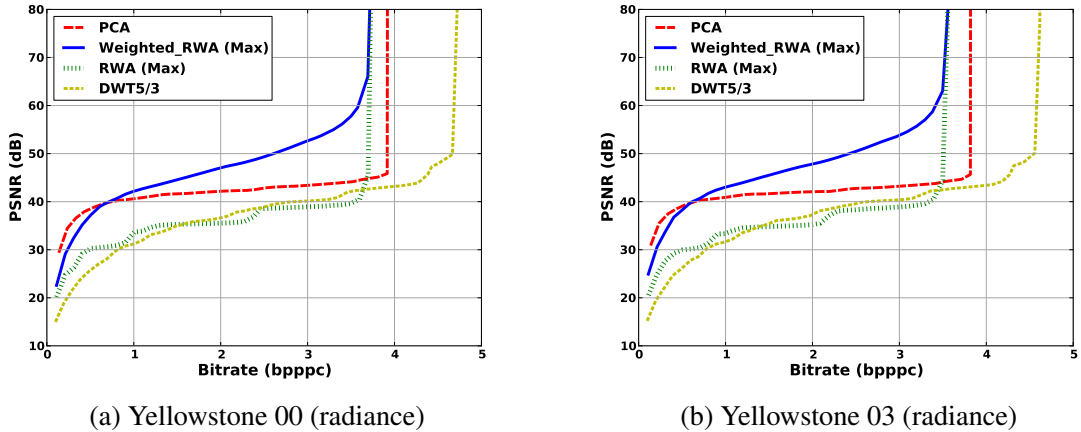 80
70
60
50
40
30
20
10
0
1
2
3
4
5
PSNR (dB)
Bitrate (bpppc)
PCA
Weighted_RWA (Max)
RWA (Max)
DWT5/3
(a) Yellowstone 00 (radiance)
80
70
60
50
40
30
20
10
0
1
2
3
4
5
PSNR (dB)
Bitrate (bpppc)
PCA
Weighted_RWA (Max)
RWA (Max)
DWT5/3
(b) Yellowstone 03 (radiance)